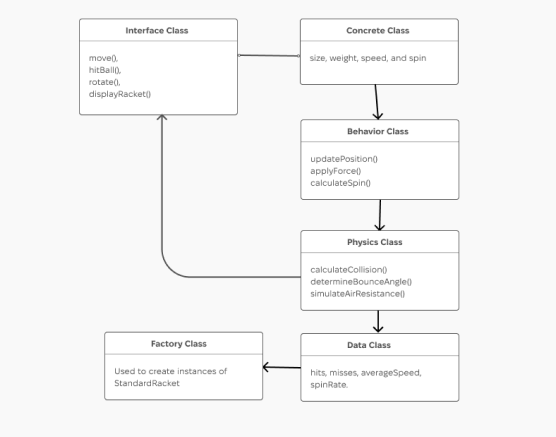 Interface Class
move(),
hitBall(),
rotate(),
displayRacket()
Concrete Class
size, weight, speed, and spin
Behavior Class
updatePosition()
applyForce()
calculateSpin()
Physics Class
calculateCollision()
determineBounceAngle()
simulateAirResistance()
Factory Class
Used to create instances of
StandardRacket
Data Class
hits, misses, averageSpeed,
spinRate.